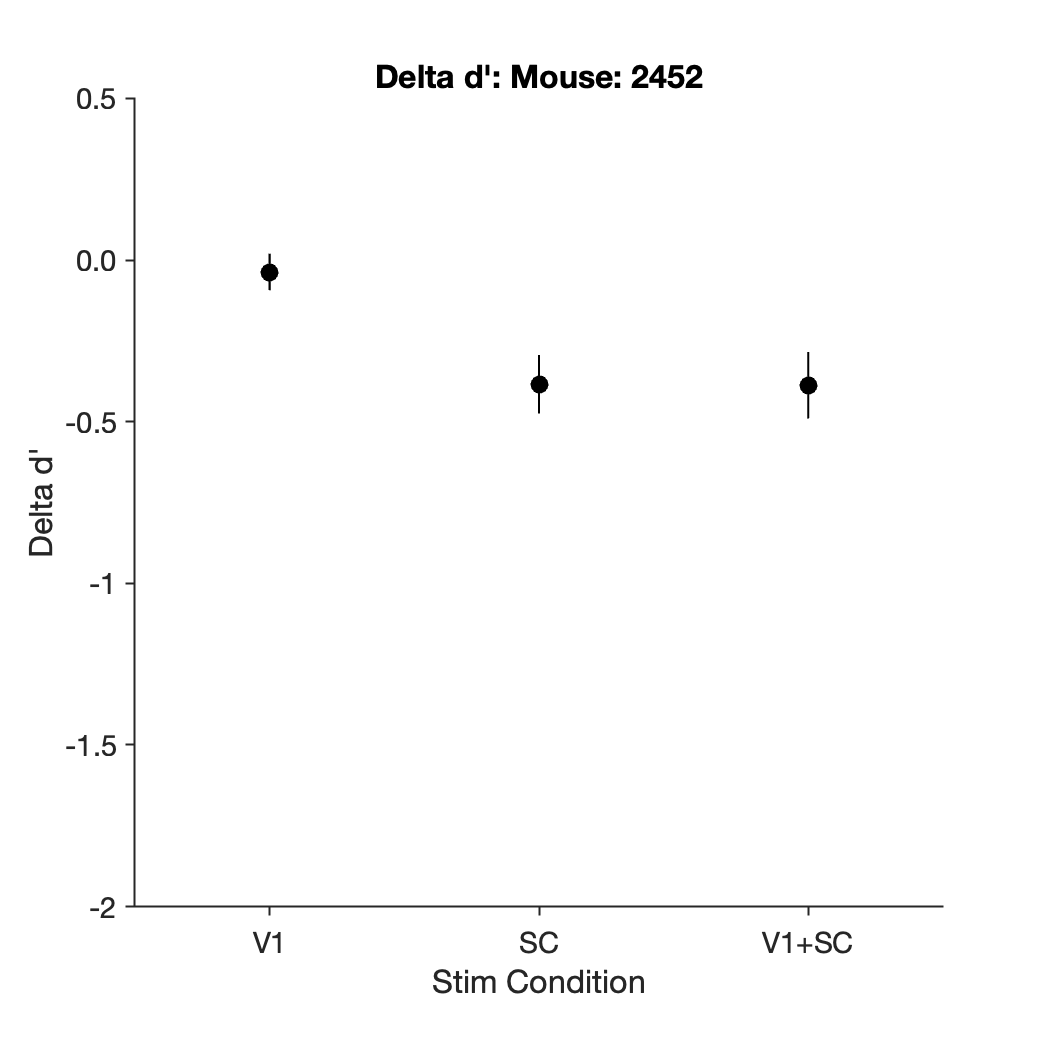 Delta d': Mouse: 2452
0.5
0.0
-0.5
-1
-1.5
-2
Delta d'
V1
SC
V1+SC
Stim Condition